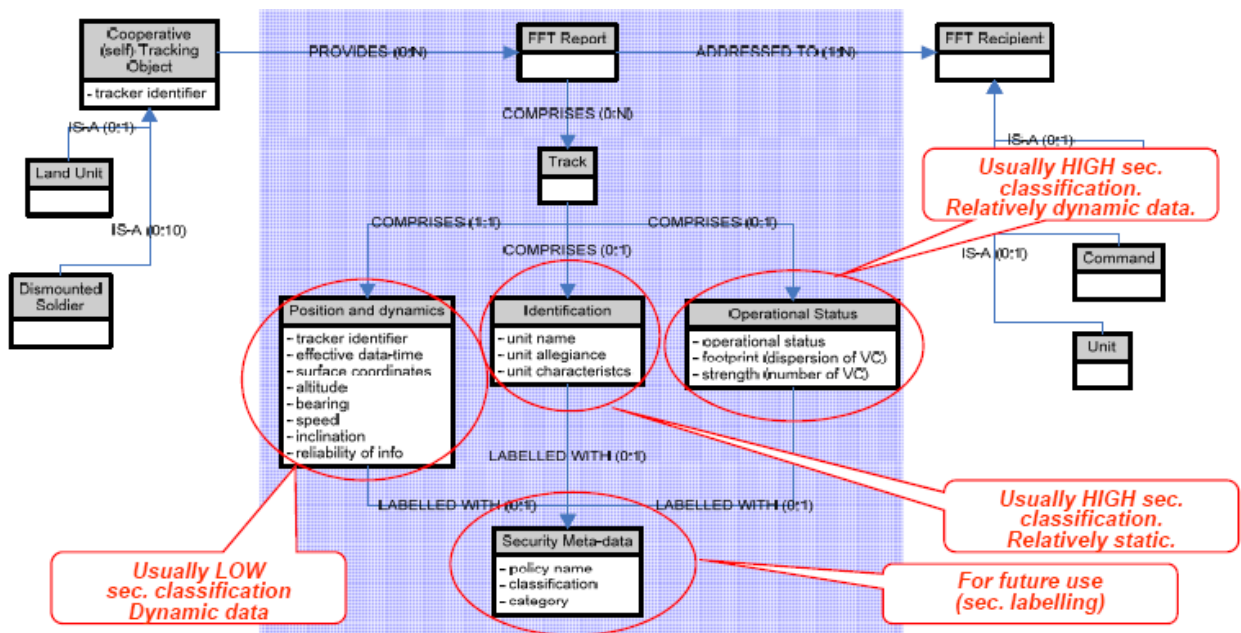 Cooperative
(self) Tracking
Object
- tracker identifier
PROVIDES (0:N)
FFT Report
ADDRESSED TO (1:N)
FFT Recipient
IS-A (0:1)
Land Unit
IS-A (0:10)
Dismounted
Soldier
COMPRISES (0:N)
Track
COMPRISES (1:1)
COMPRISES (0:1)
COMPRISES (0:1)
IS-A (0:1)
Usually HIGH sec.
classification.
Relatively dynamic data.
IS-A (0:1)
Command
Unit
Position and dynamics
- tracker identifier
- effective data-time
- surface coordinates
- altitude
- bearing
- speed
- inclination
- reliability of info
Identification
- unit name
- unit allegiance
- unit characteristcs
Operational Status
- operational status
- footprint (dispersion of VC)
- strength (number of VC)
LABELLED WITH (0:1)
LABELLED WITH (0:1)
LABELLED WITH (0:1)
Security Meta-data
- policy name
- classification
- category
Usually LOW
sec. classification
Dynamic data
Usually HIGH sec.
classification.
Relatively static.
For future use
(sec. labelling)